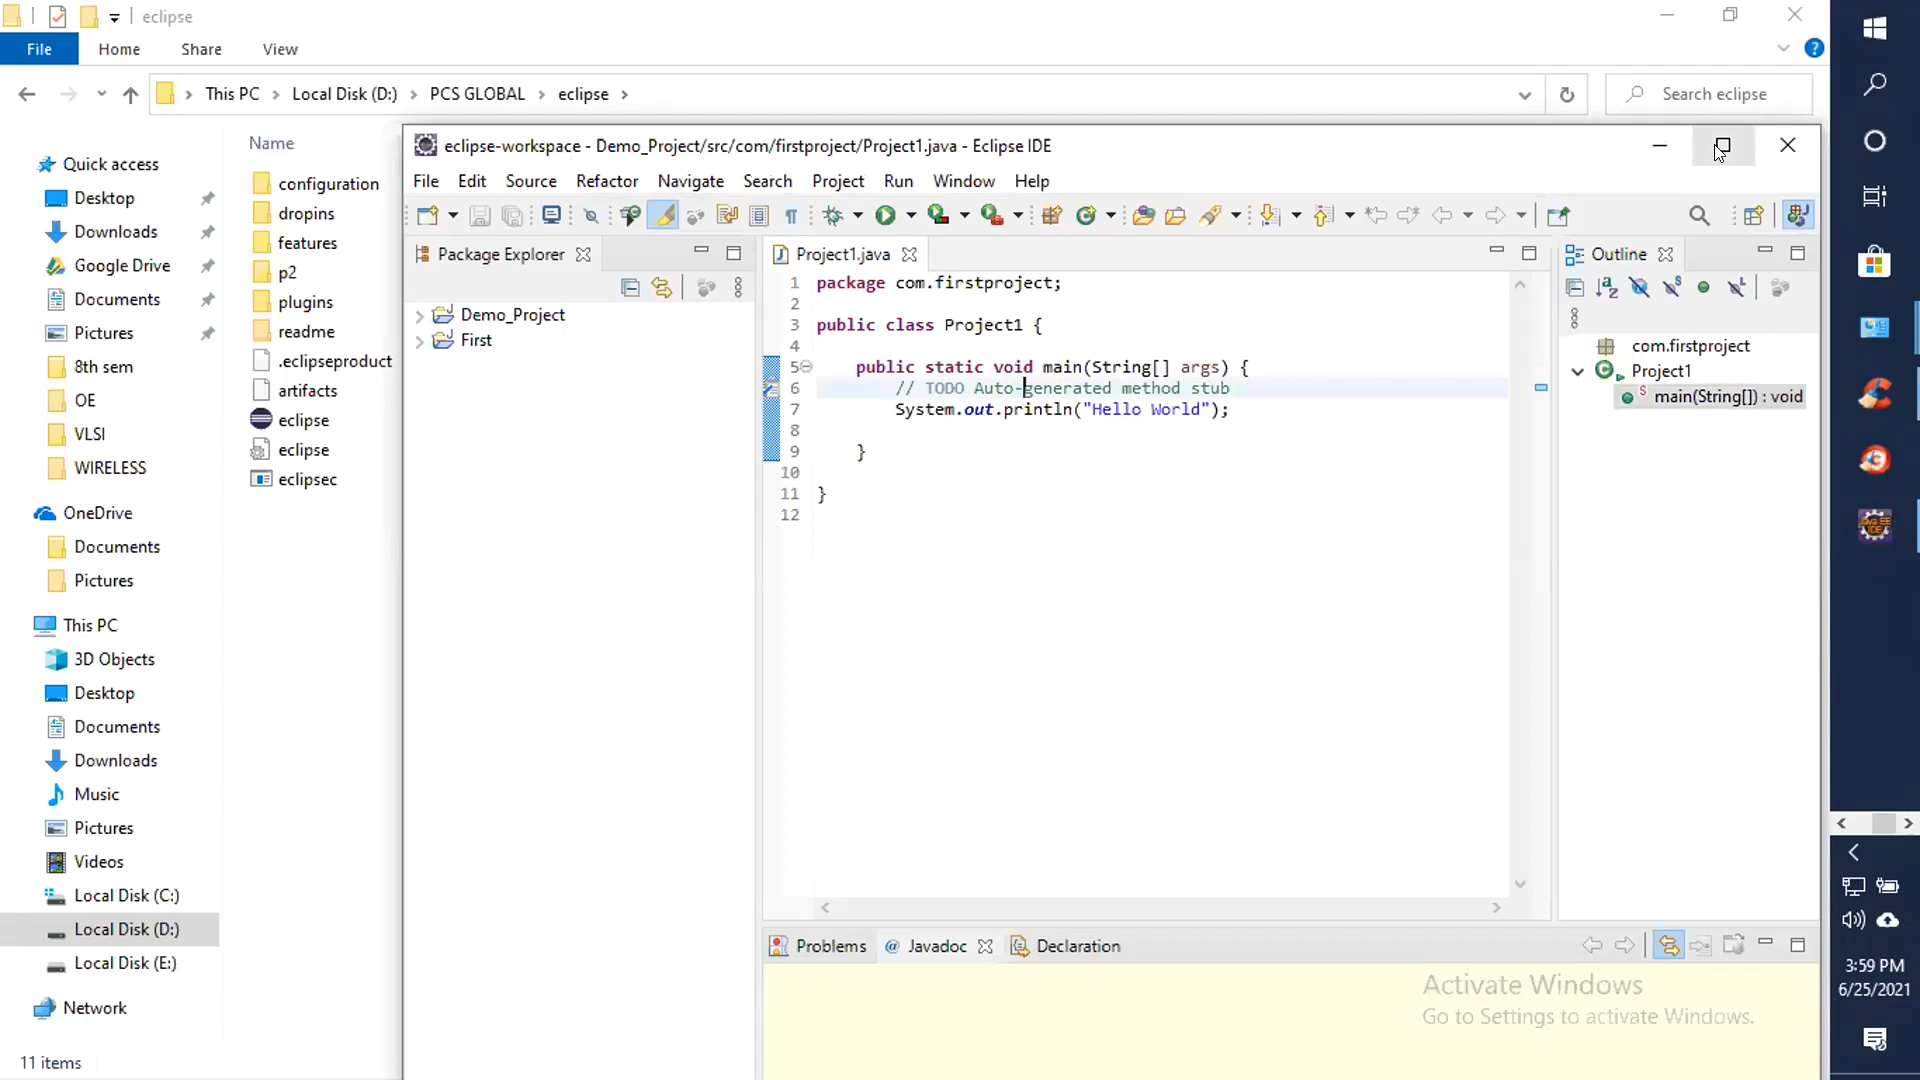 eclipse
File Home Share View
This PC Local Disk (D:) PCS GLOBAL eclipse
Search eclipse
Name
Quick access
Desktop
Downloads
Google Drive
Documents
Pictures
8th sem
OE
VLSI
WIRELESS
OneDrive
Documents
Pictures
This PC
3D Objects
Desktop
Documents
Downloads
Music
Pictures
Videos
Local Disk (C:)
Local Disk (D:)
Local Disk (E:)
Network
11 items
configuration
dropins
features
p2
plugins
readme
.eclipseproduct
artifacts
eclipse
eclipse
eclipsec
eclipse-workspace - Demo_Project/src/com/firstproject/Project1.java - Eclipse IDE
File Edit Source Refactor Navigate Search Project Run Window Help
Package Explorer
Demo_Project
First
Project1.java
1 package com.firstproject;
2
3 public class Project1 {
4
5 public static void main(String[] args) {
6 // TODO Auto-generated method stub
7 System.out.println("Hello World");
8
9 }
10
11 }
12
Outline
com.firstproject
Project1
main(String[]) : void
Problems @ Javadoc Declaration
Activate Windows
Go to Settings to activate Windows.
3:59 PM
6/25/2021